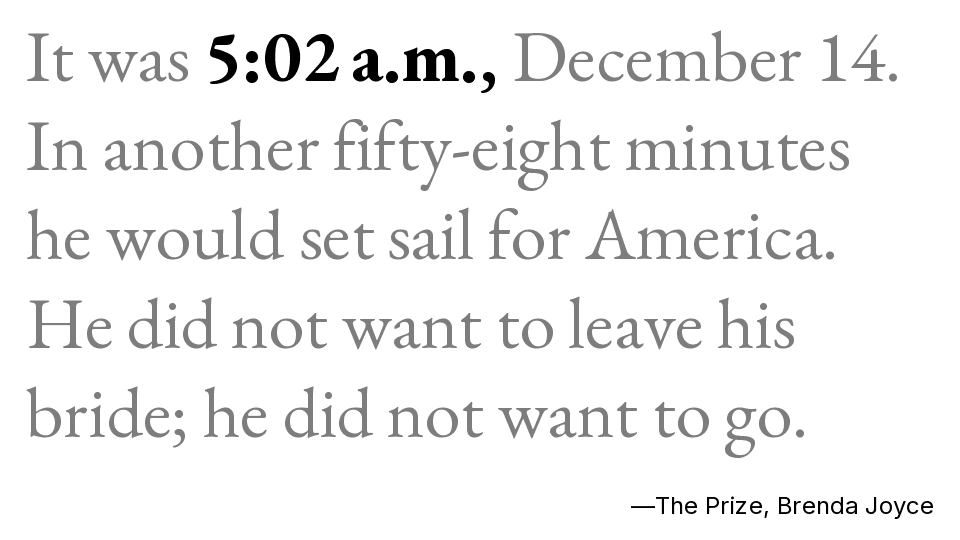 It was 5:02 a.m., December 14.
In another fifty-eight minutes
he would set sail for America.
He did not want to leave his
bride; he did not want to go.
—The Prize, Brenda Joyce